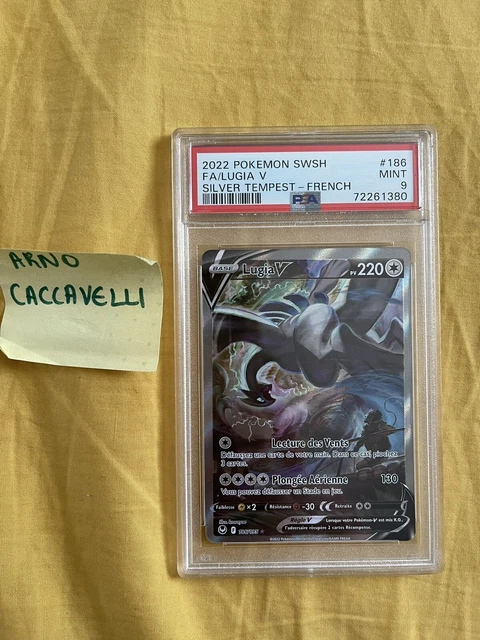 ARNO
CACCAVELLI
2022 POKEMON SWSH #186
FA/LUGIA V MINT
SILVER TEMPEST - FRENCH 9
PSA 72261380
BASE Lugia V PV 220
Lecture des Vents
Défaussez une carte de votre main. Dans ce cas, piochez
3 cartes.
Plongée Aérienne 130
Vous pouvez défausser un Stade en jeu.
Faiblesse ×2 Résistance -30 Retraite
Règle V Lorsque votre Pokémon-V est mis K.O.,
l'adversaire récupère 2 cartes Récompense.